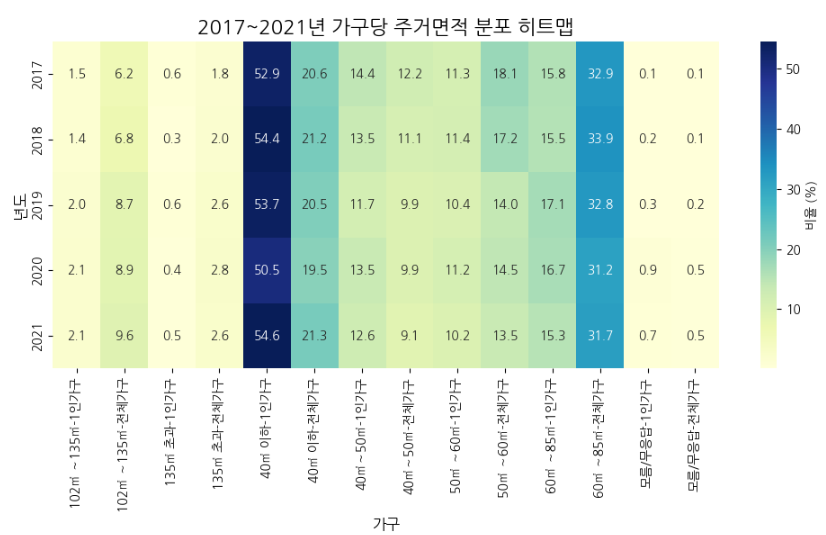 2017~2021년 가구당 주거면적 분포 히트맵
년도
2017 1.5 6.2 0.6 1.8 52.9 20.6 14.4 12.2 11.3 18.1 15.8 32.9 0.1 0.1
2018 1.4 6.8 0.3 2.0 54.4 21.2 13.5 11.1 11.4 17.2 15.5 33.9 0.2 0.1
2019 2.0 8.7 0.6 2.6 53.7 20.5 11.7 9.9 10.4 14.0 17.1 32.8 0.3 0.2
2020 2.1 8.9 0.4 2.8 50.5 19.5 13.5 9.9 11.2 14.5 16.7 31.2 0.9 0.5
2021 2.1 9.6 0.5 2.6 54.6 21.3 12.6 9.1 10.2 13.5 15.3 31.7 0.7 0.5
102㎡ ~135㎡-1인가구
102㎡ ~135㎡-전체가구
135㎡ 초과-1인가구
135㎡ 초과-전체가구
40㎡ 이하-1인가구
40㎡ 이하-전체가구
40㎡ ~50㎡-1인가구
40㎡ ~50㎡-전체가구
50㎡ ~60㎡-1인가구
50㎡ ~60㎡-전체가구
60㎡ ~85㎡-1인가구
60㎡ ~85㎡-전체가구
모름/무응답-1인가구
모름/무응답-전체가구
가구
50
40
30
20
10
비율 (%)